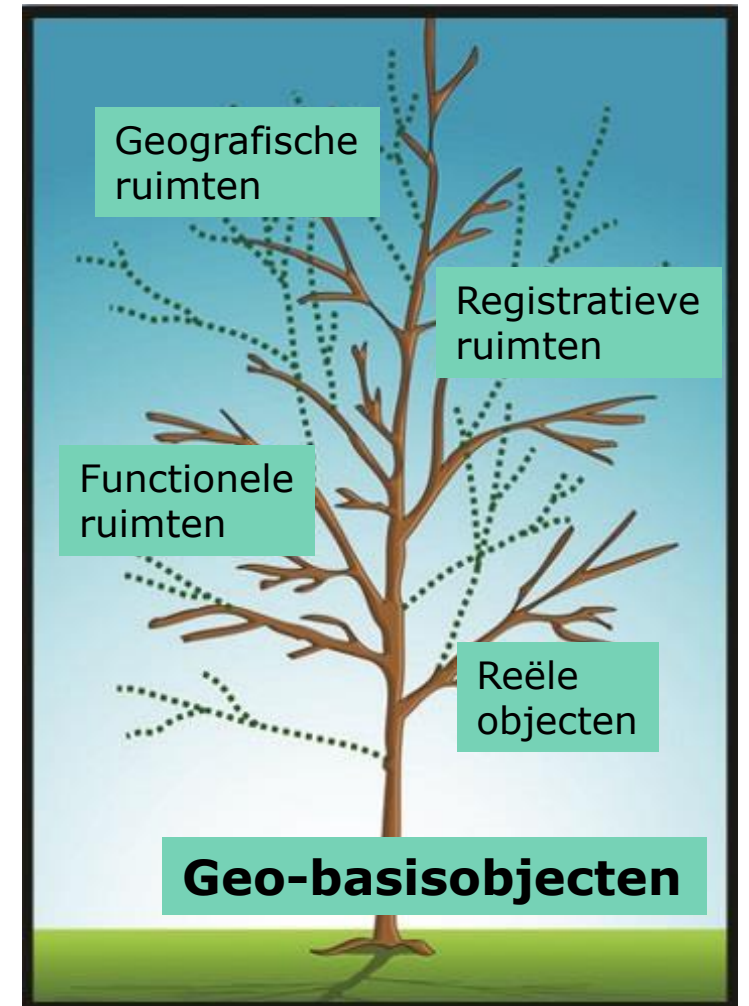 Geografische
ruimten
Registratieve
ruimten
Functionele
ruimten
Reële
objecten
Geo-basisobjecten